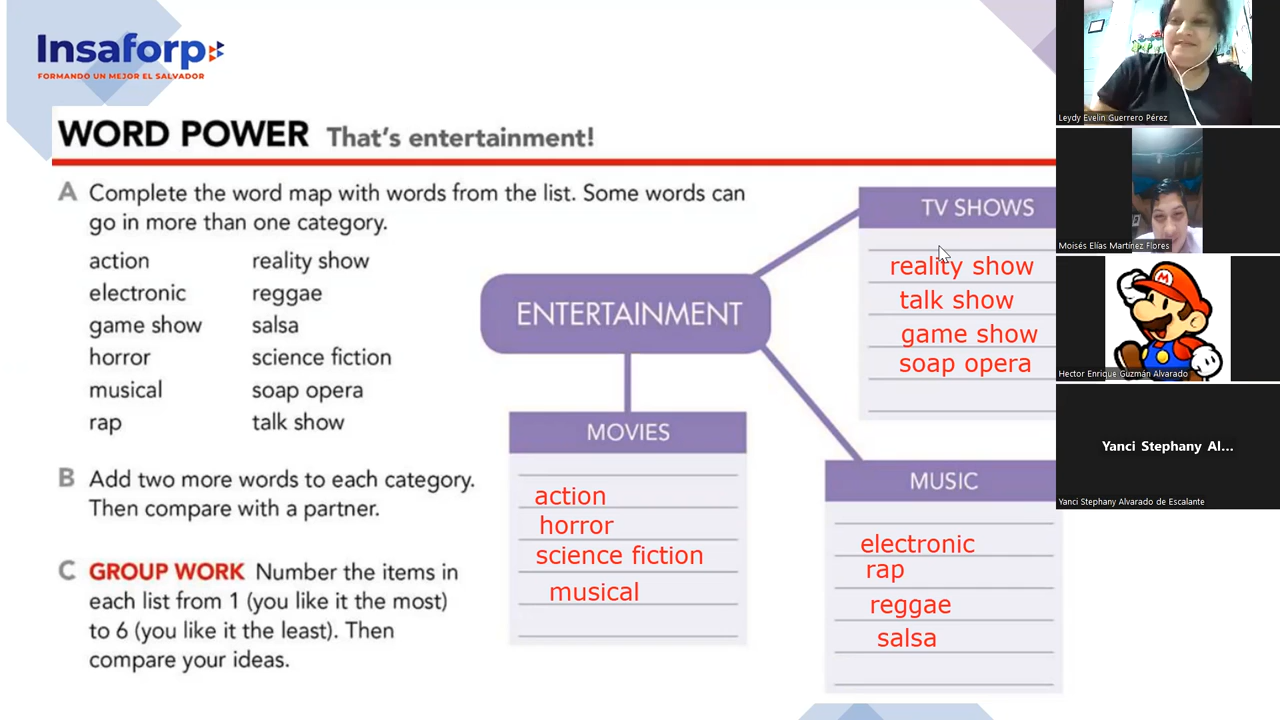 Insaforp
FORMANDO UN MEJOR EL SALVADOR
WORD POWER That's entertainment!
A Complete the word map with words from the list. Some words can
go in more than one category.
action reality show
electronic reggae
game show salsa
horror science fiction
musical soap opera
rap talk show
B Add two more words to each category.
Then compare with a partner.
C GROUP WORK Number the items in
each list from 1 (you like it the most)
to 6 (you like it the least). Then
compare your ideas.
ENTERTAINMENT
TV SHOWS
reality show
talk show
game show
soap opera
MOVIES
action
horror
science fiction
musical
MUSIC
electronic
rap
reggae
salsa
Leydy Evelin Guerrero Pérez
Moisés Elías Martínez Flores
Hector Enrique Guzmán Alvarado
Yanci Stephany Al...
Yanci Stephany Alvarado de Escalante